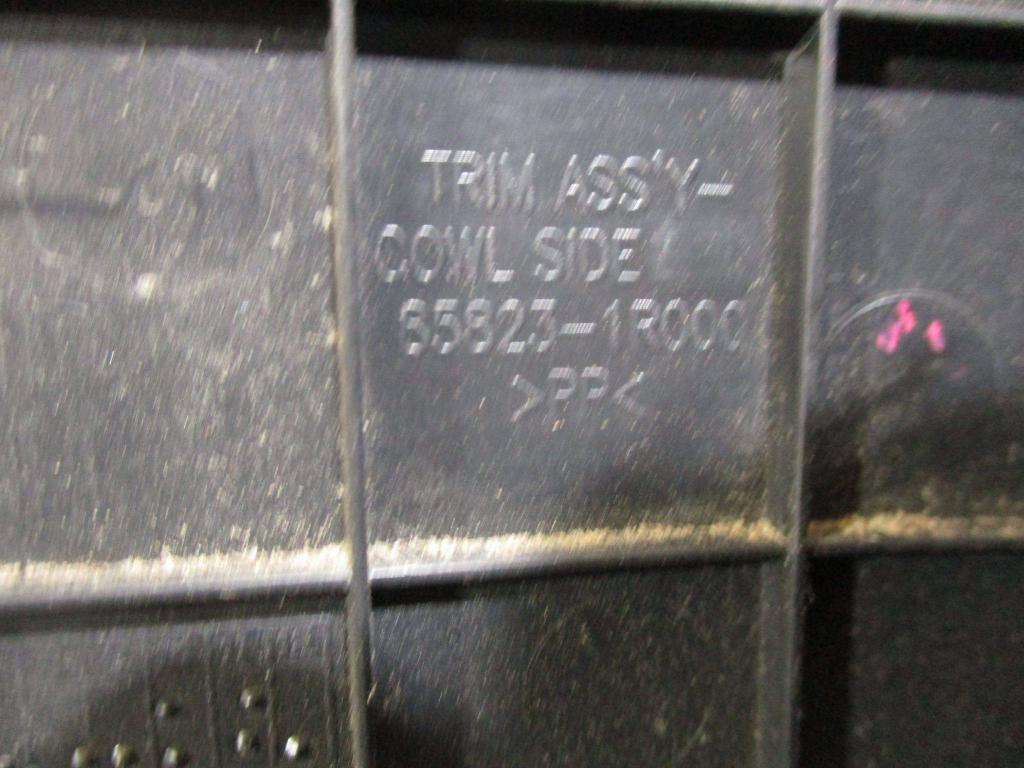 TRIM ASS'Y-
COWL SIDE L
85823-1R000
>PP<